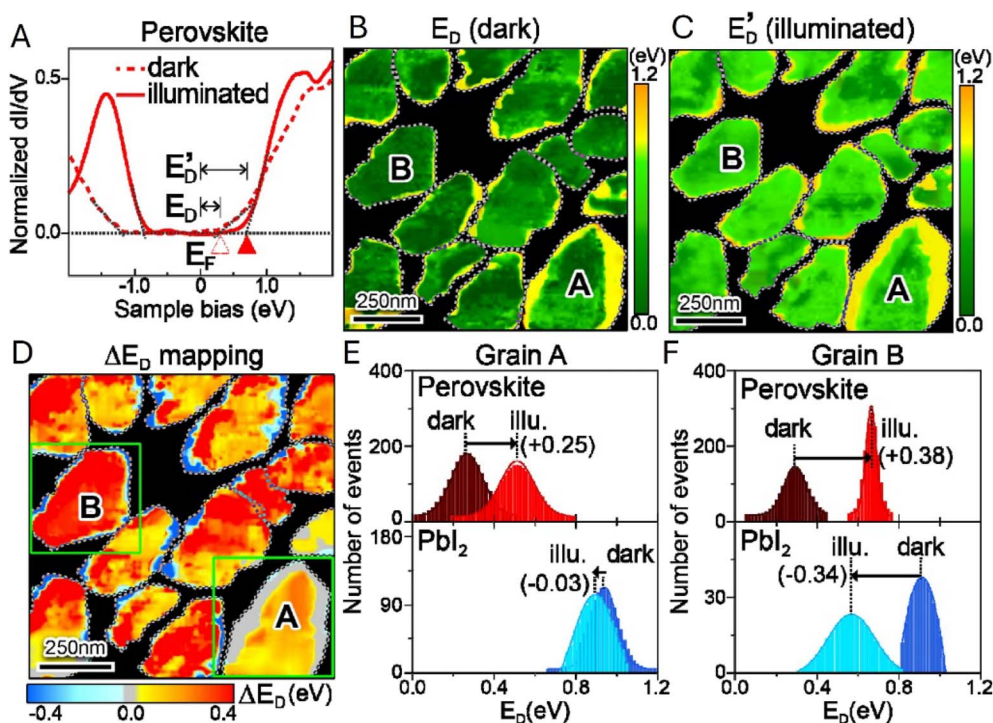 A
Perovskite
dark
illuminated
Normalized dI/dV
0.5
0.0
E'D
ED
EF
-1.0 0 1.0
Sample bias (eV)
B
ED (dark)
(eV)
1.2
0.0
B
A
250nm
C
E'D (illuminated)
(eV)
1.2
0.0
B
A
250nm
D
ΔED mapping
B
A
250nm
-0.4 0.0 0.4
ΔED(eV)
E
Grain A
Number of events
400
200
0
Perovskite
dark
illu.
(+0.25)
180
90
0
PbI2
illu.
dark
(-0.03)
0 0.4 0.8 1.2
ED(eV)
F
Grain B
Number of events
400
200
0
Perovskite
dark
illu.
(+0.38)
60
30
0
PbI2
illu.
dark
(-0.34)
0 0.4 0.8 1.2
ED(eV)